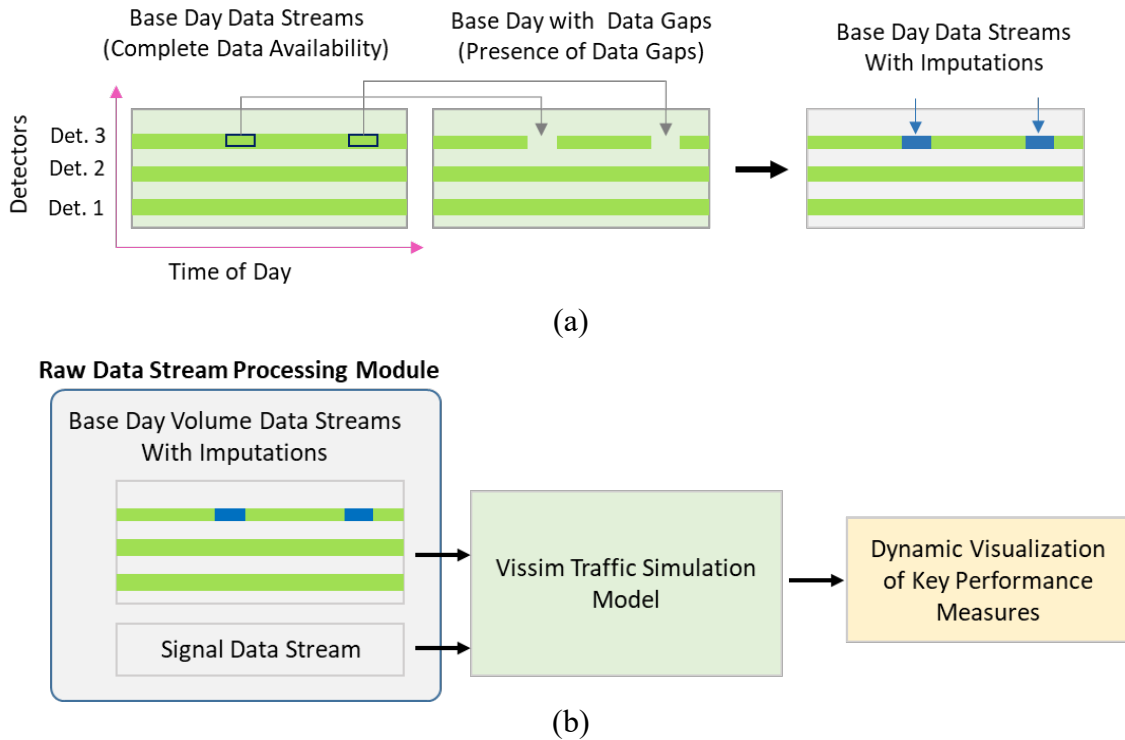 Base Day Data Streams
(Complete Data Availability)
Base Day with Data Gaps
(Presence of Data Gaps)
Base Day Data Streams
With Imputations
Detectors
Det. 3
Det. 2
Det. 1
Time of Day
(a)
Raw Data Stream Processing Module
Base Day Volume Data Streams
With Imputations
Signal Data Stream
Vissim Traffic Simulation
Model
Dynamic Visualization
of Key Performance
Measures
(b)